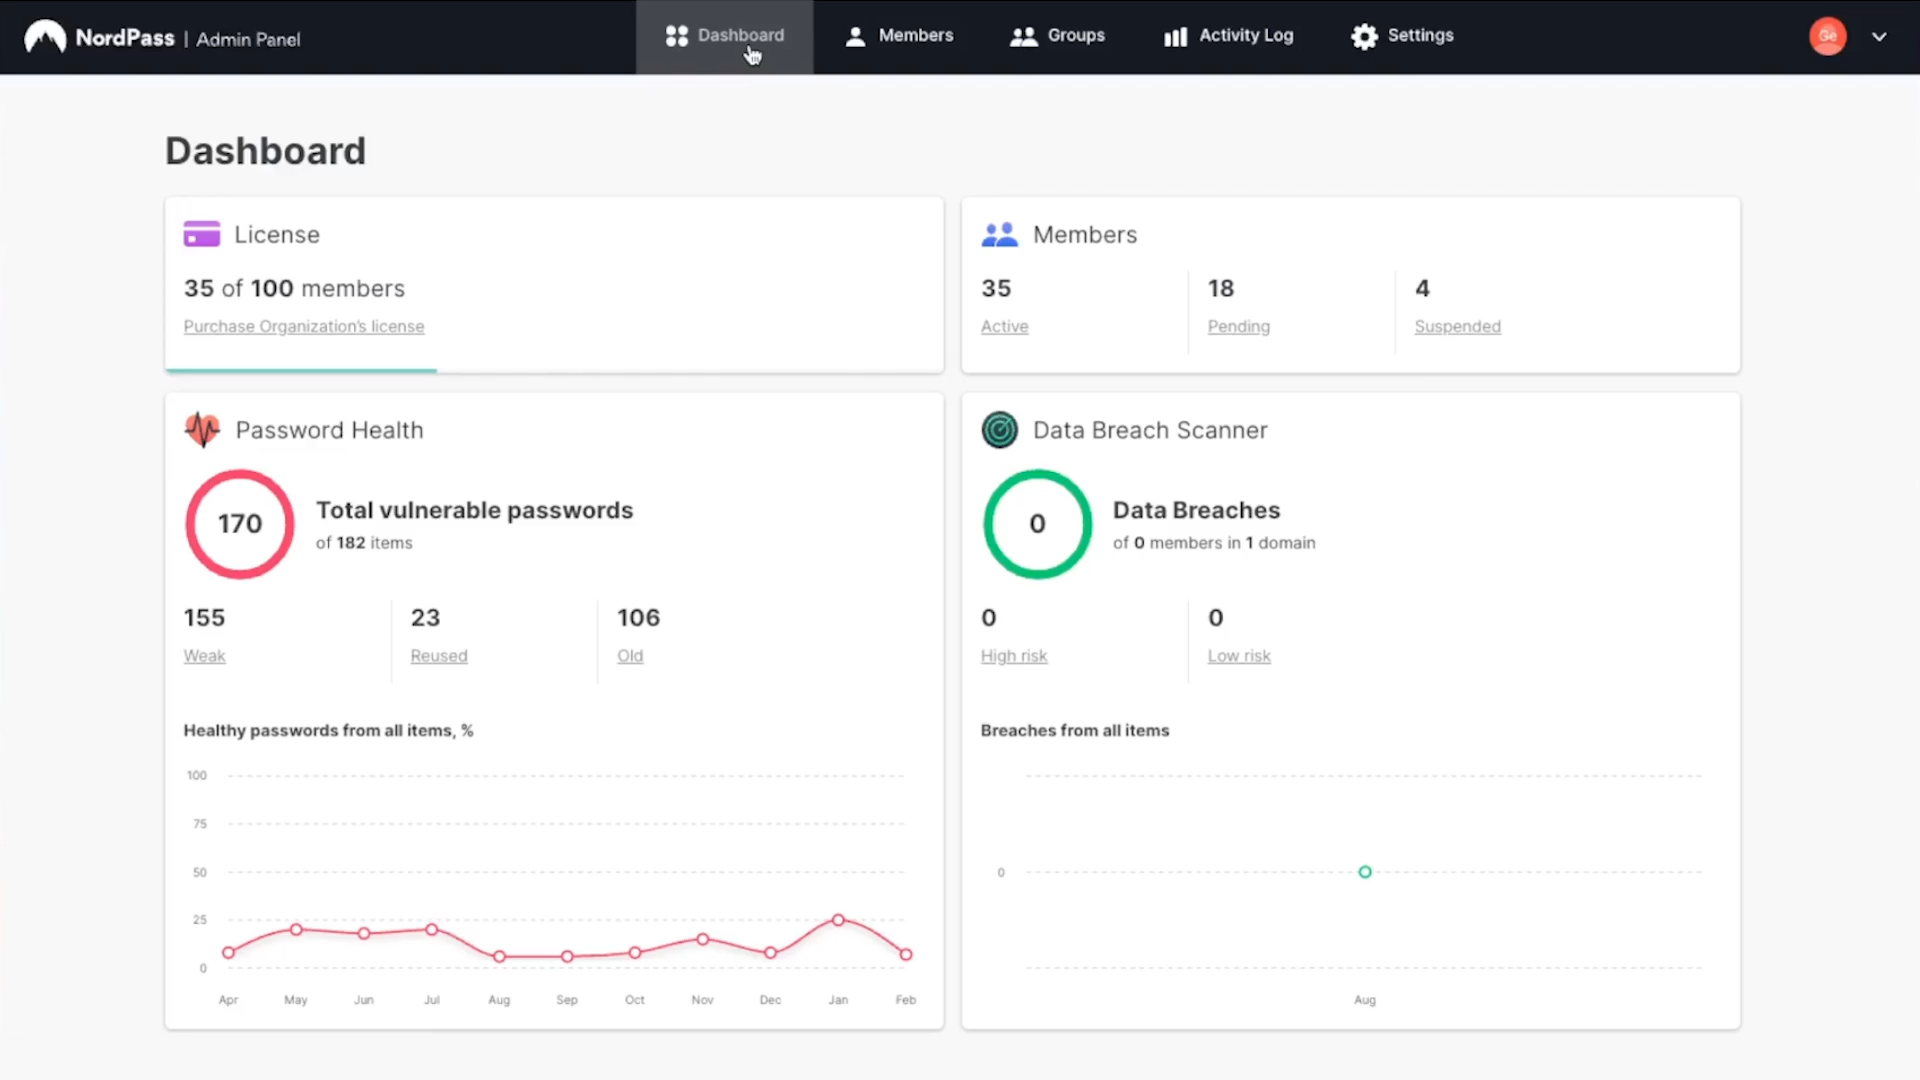 NordPass | Admin Panel
Dashboard
Members
Groups
Activity Log
Settings
Ge
Dashboard
License
35 of 100 members
Purchase Organization's license
Members
35
Active
18
Pending
4
Suspended
Password Health
170
Total vulnerable passwords
of 182 items
155
Weak
23
Reused
106
Old
Healthy passwords from all items, %
100
75
50
25
0
Apr May Jun Jul Aug Sep Oct Nov Dec Jan Feb
Data Breach Scanner
0
Data Breaches
of 0 members in 1 domain
0
High risk
0
Low risk
Breaches from all items
0
Aug